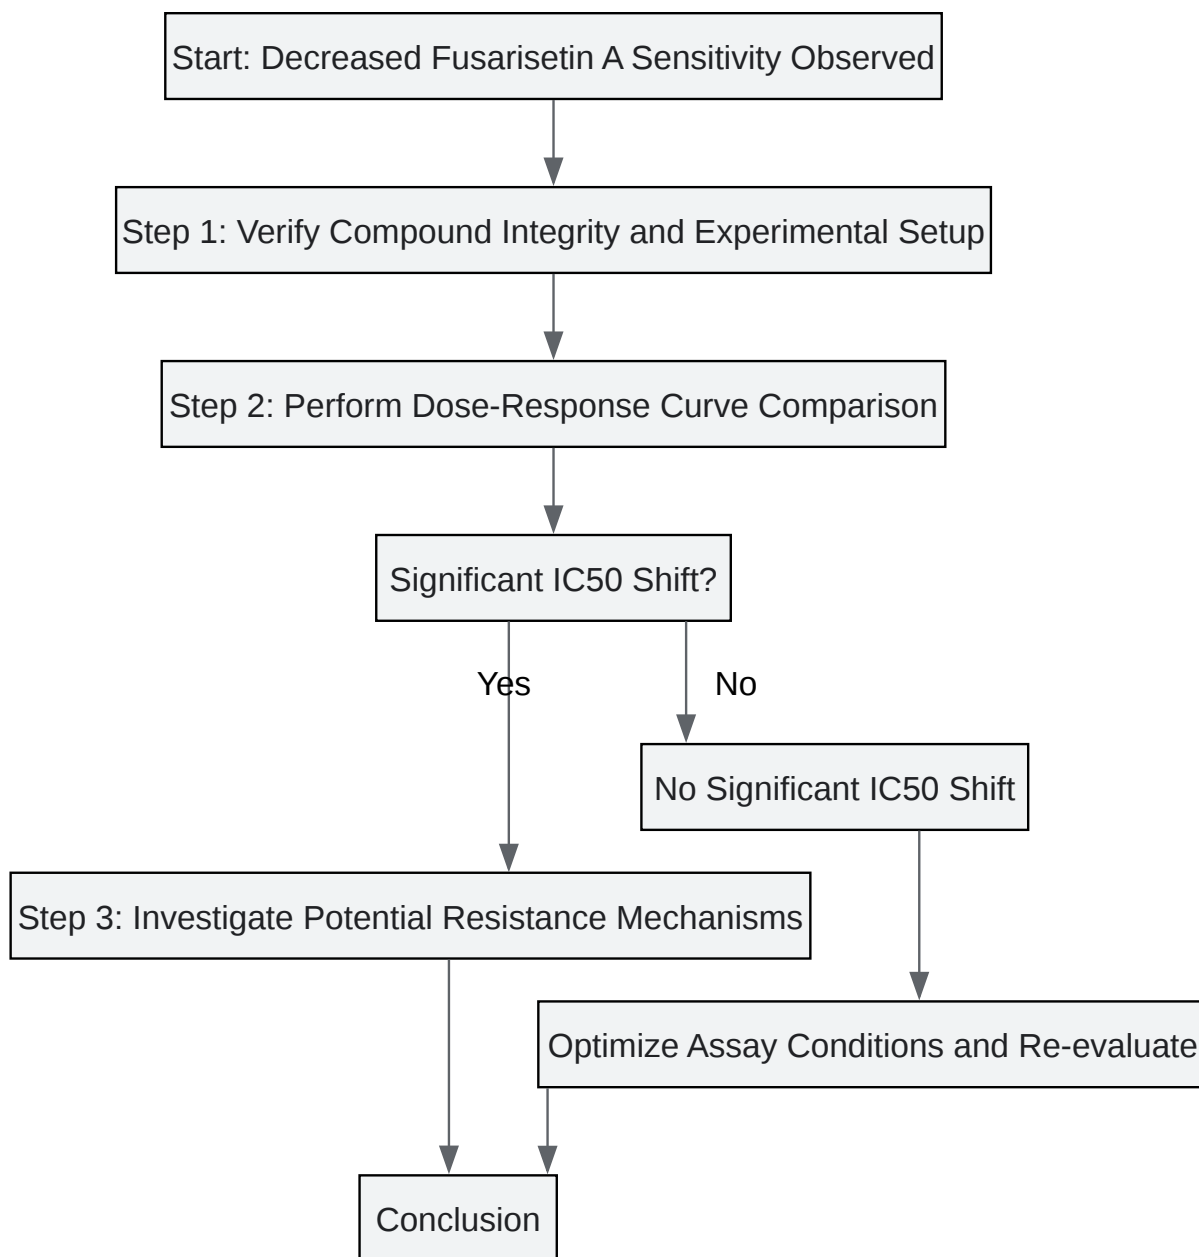 Start: Decreased Fusarisetin A Sensitivity Observed
Step 1: Verify Compound Integrity and Experimental Setup
Step 2: Perform Dose-Response Curve Comparison
Significant IC50 Shift?
Yes
No
No Significant IC50 Shift
Step 3: Investigate Potential Resistance Mechanisms
Optimize Assay Conditions and Re-evaluate
Conclusion